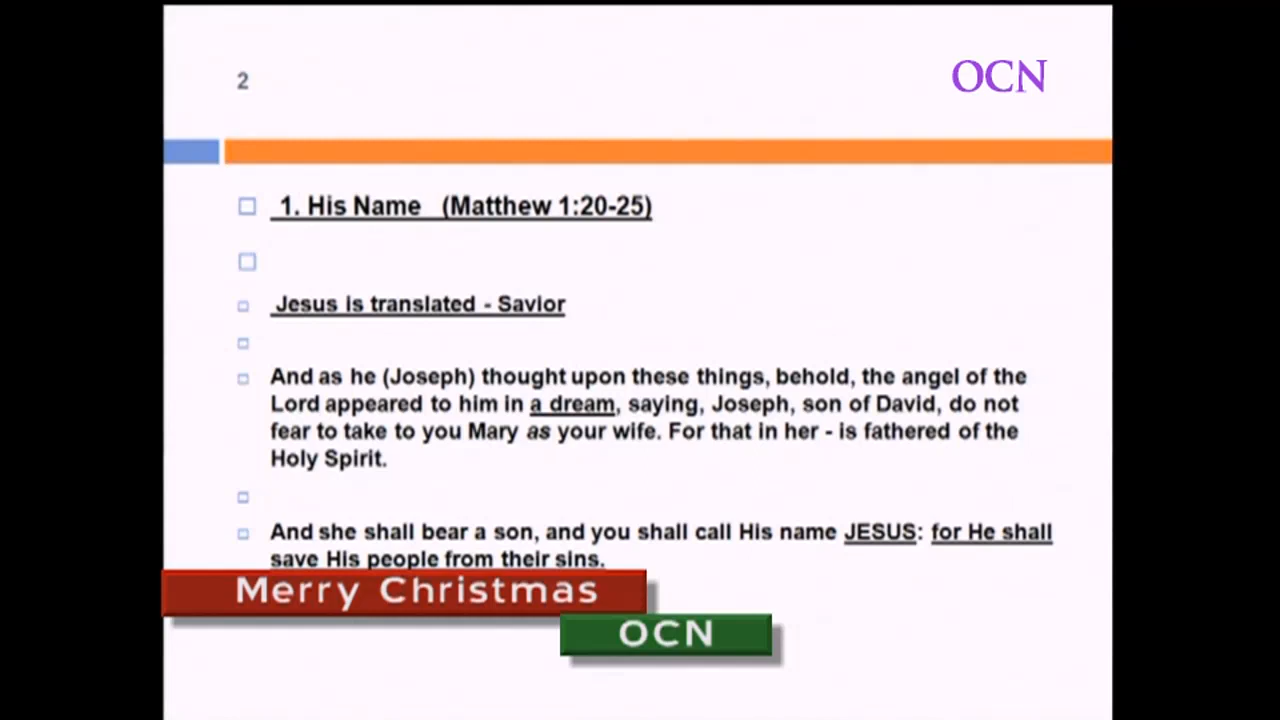 2
OCN
1. His Name (Matthew 1:20-25)
Jesus is translated - Savior
And as he (Joseph) thought upon these things, behold, the angel of the
Lord appeared to him in a dream, saying, Joseph, son of David, do not
fear to take to you Mary as your wife. For that in her - is fathered of the
Holy Spirit.
And she shall bear a son, and you shall call His name JESUS: for He shall
save His people from their sins.
Merry Christmas
OCN